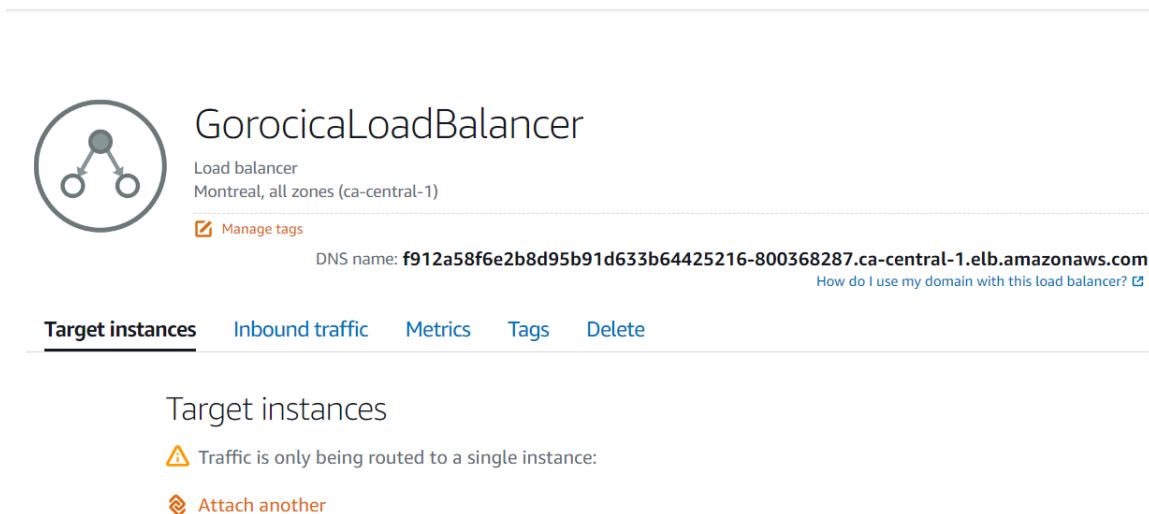 GorocicaLoadBalancer
Load balancer
Montreal, all zones (ca-central-1)
Manage tags
DNS name: f912a58f6e2b8d95b91d633b64425216-800368287.ca-central-1.elb.amazonaws.com
How do I use my domain with this load balancer?
Target instances Inbound traffic Metrics Tags Delete
Target instances
Traffic is only being routed to a single instance:
Attach another